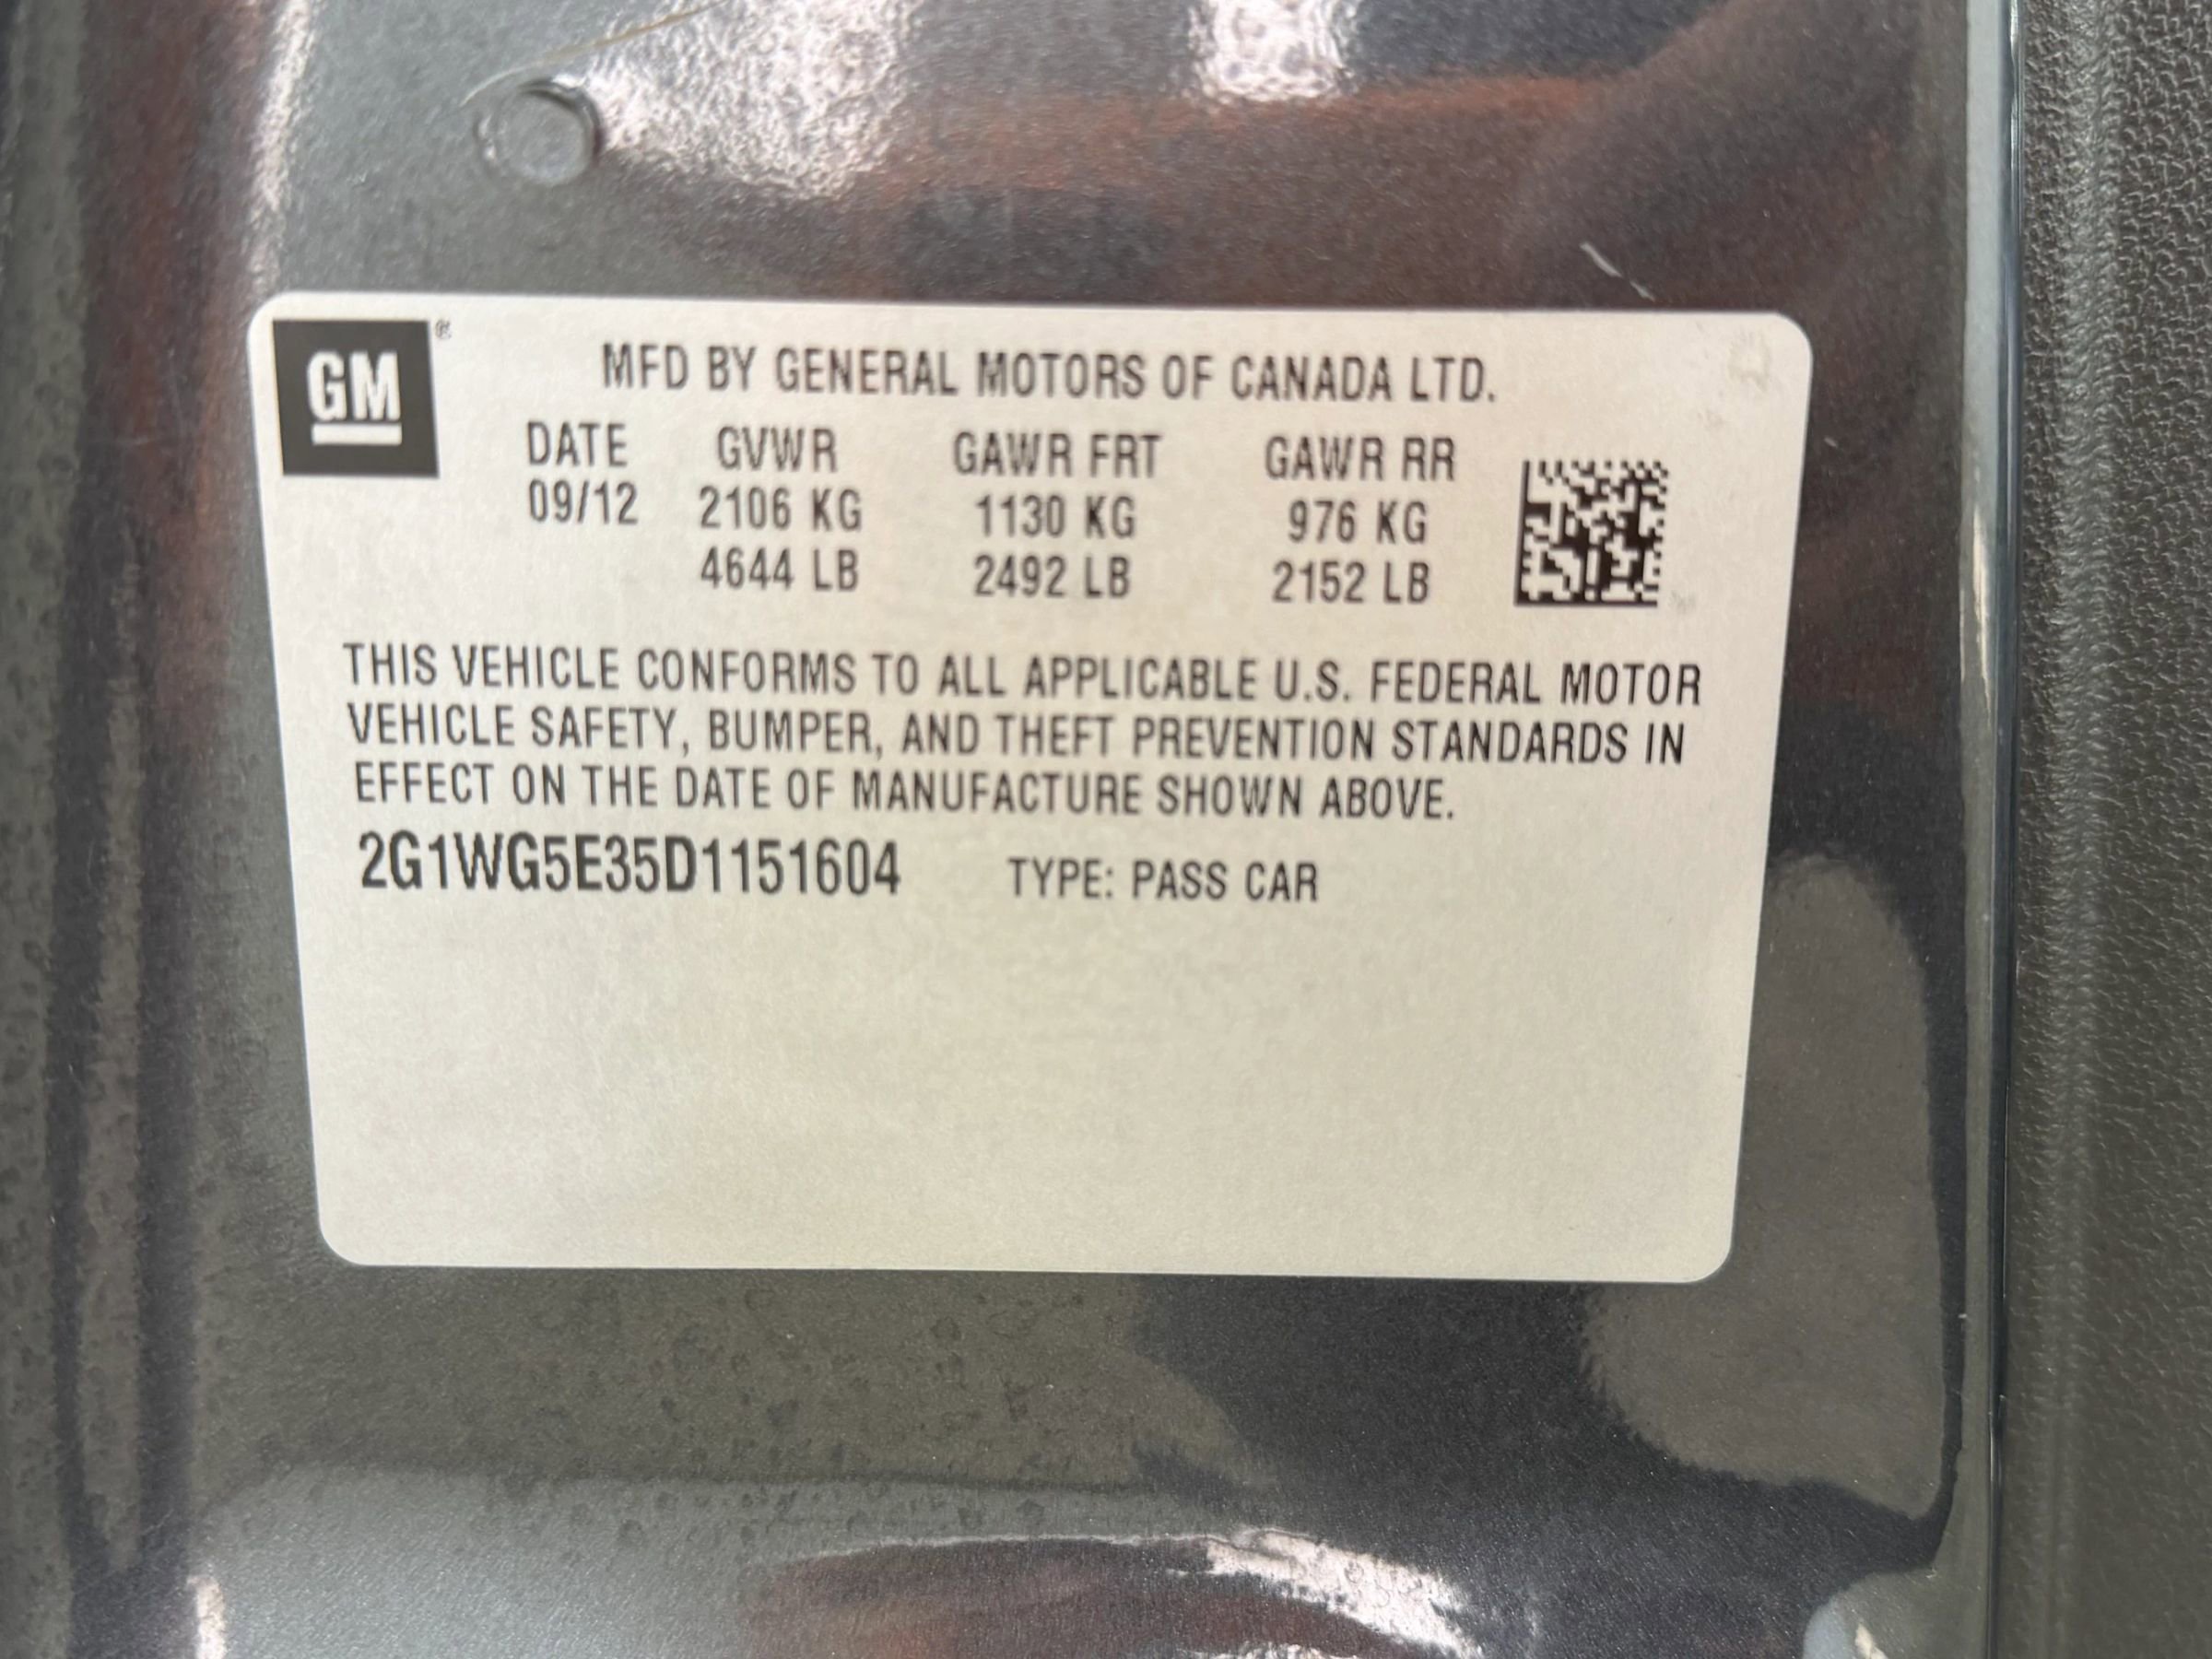 GM®
MFD BY GENERAL MOTORS OF CANADA LTD.
DATE GVWR GAWR FRT GAWR RR
09/12 2106 KG 1130 KG 976 KG
4644 LB 2492 LB 2152 LB
THIS VEHICLE CONFORMS TO ALL APPLICABLE U.S. FEDERAL MOTOR
VEHICLE SAFETY, BUMPER, AND THEFT PREVENTION STANDARDS IN
EFFECT ON THE DATE OF MANUFACTURE SHOWN ABOVE.
2G1WG5E35D1151604 TYPE: PASS CAR